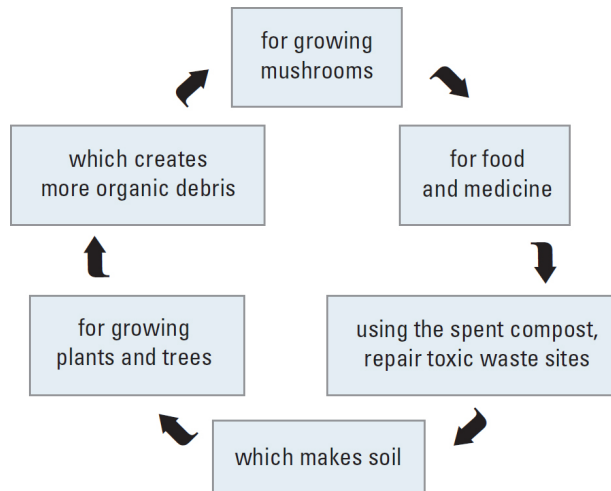 for growing
mushrooms
for food
and medicine
using the spent compost,
repair toxic waste sites
which makes soil
for growing
plants and trees
which creates
more organic debris